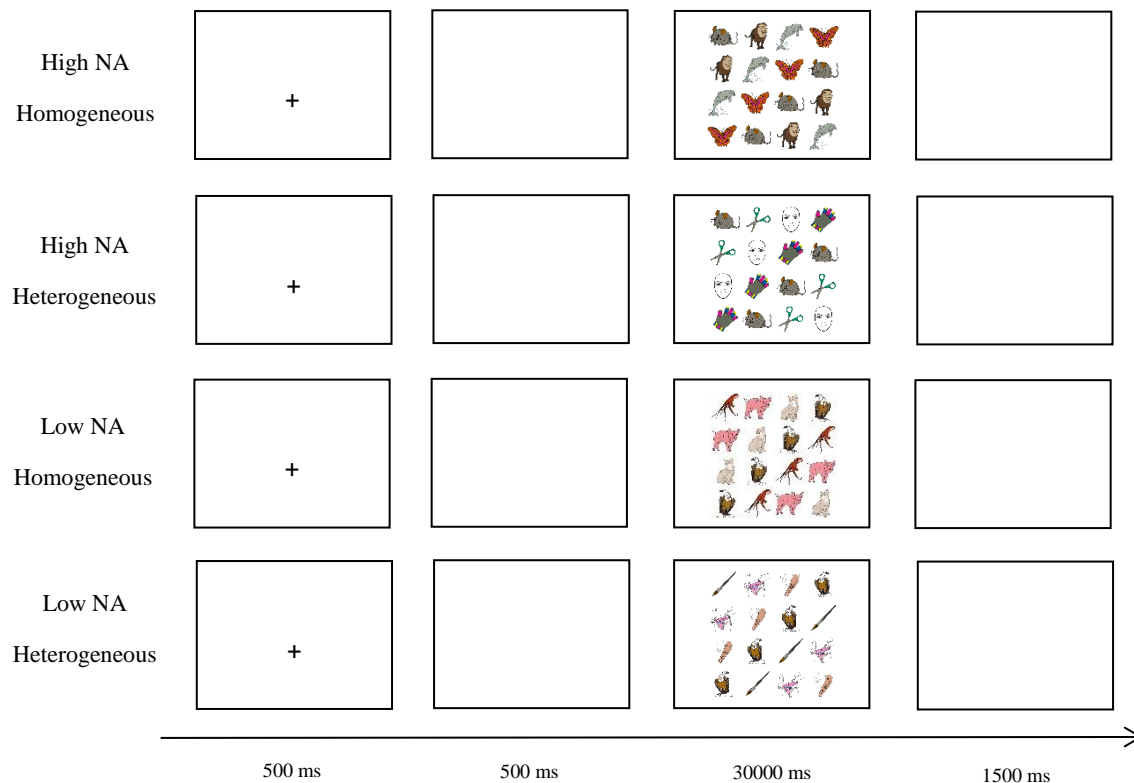 High NA
Homogeneous
+
High NA
Heterogeneous
+
Low NA
Homogeneous
+
Low NA
Heterogeneous
+
500 ms
500 ms
30000 ms
1500 ms